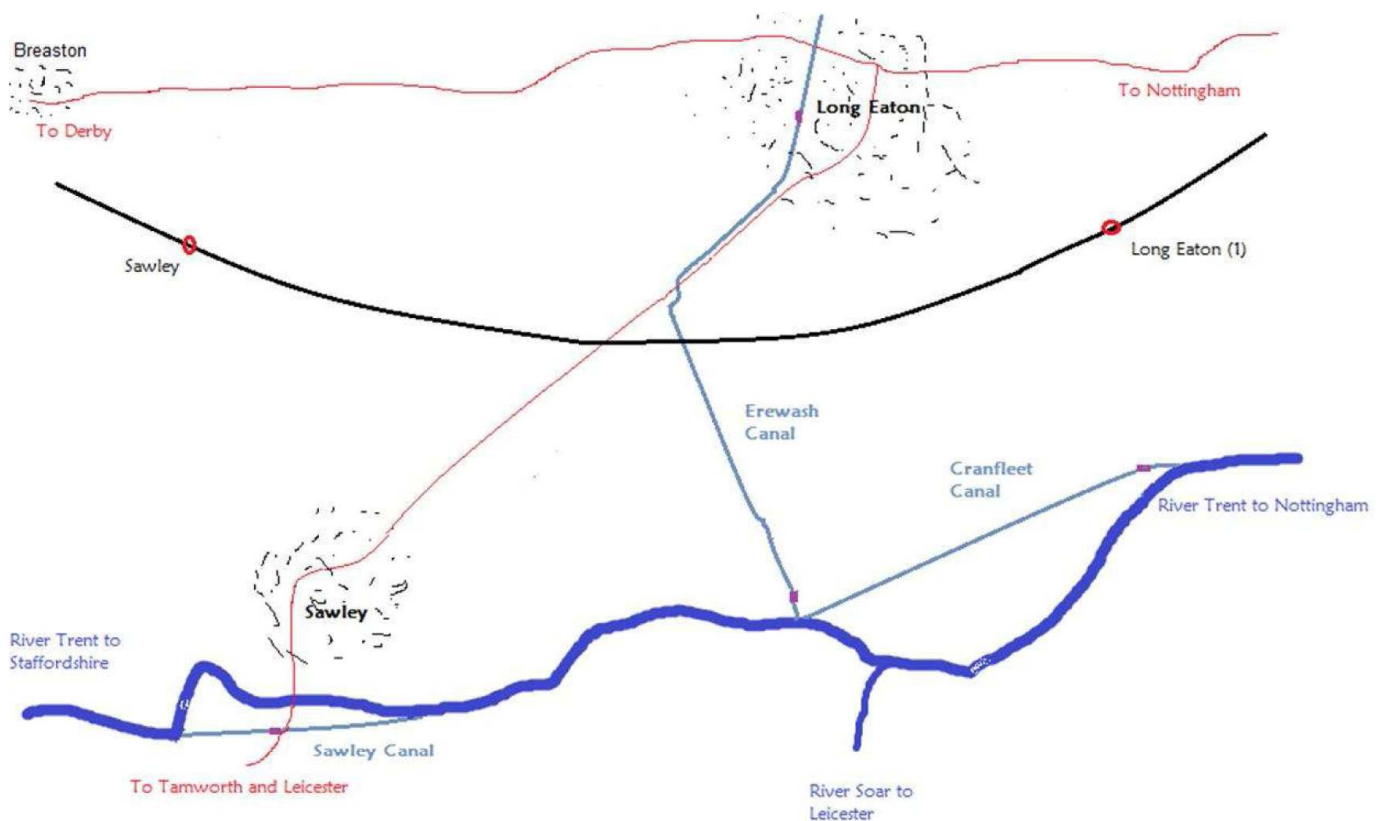 Breaston
To Derby
Long Eaton
To Nottingham
Sawley
Long Eaton (1)
Erewash
Canal
Cranfleet
Canal
River Trent to Nottingham
Sawley
River Trent to
Staffordshire
Sawley Canal
To Tamworth and Leicester
River Soar to
Leicester